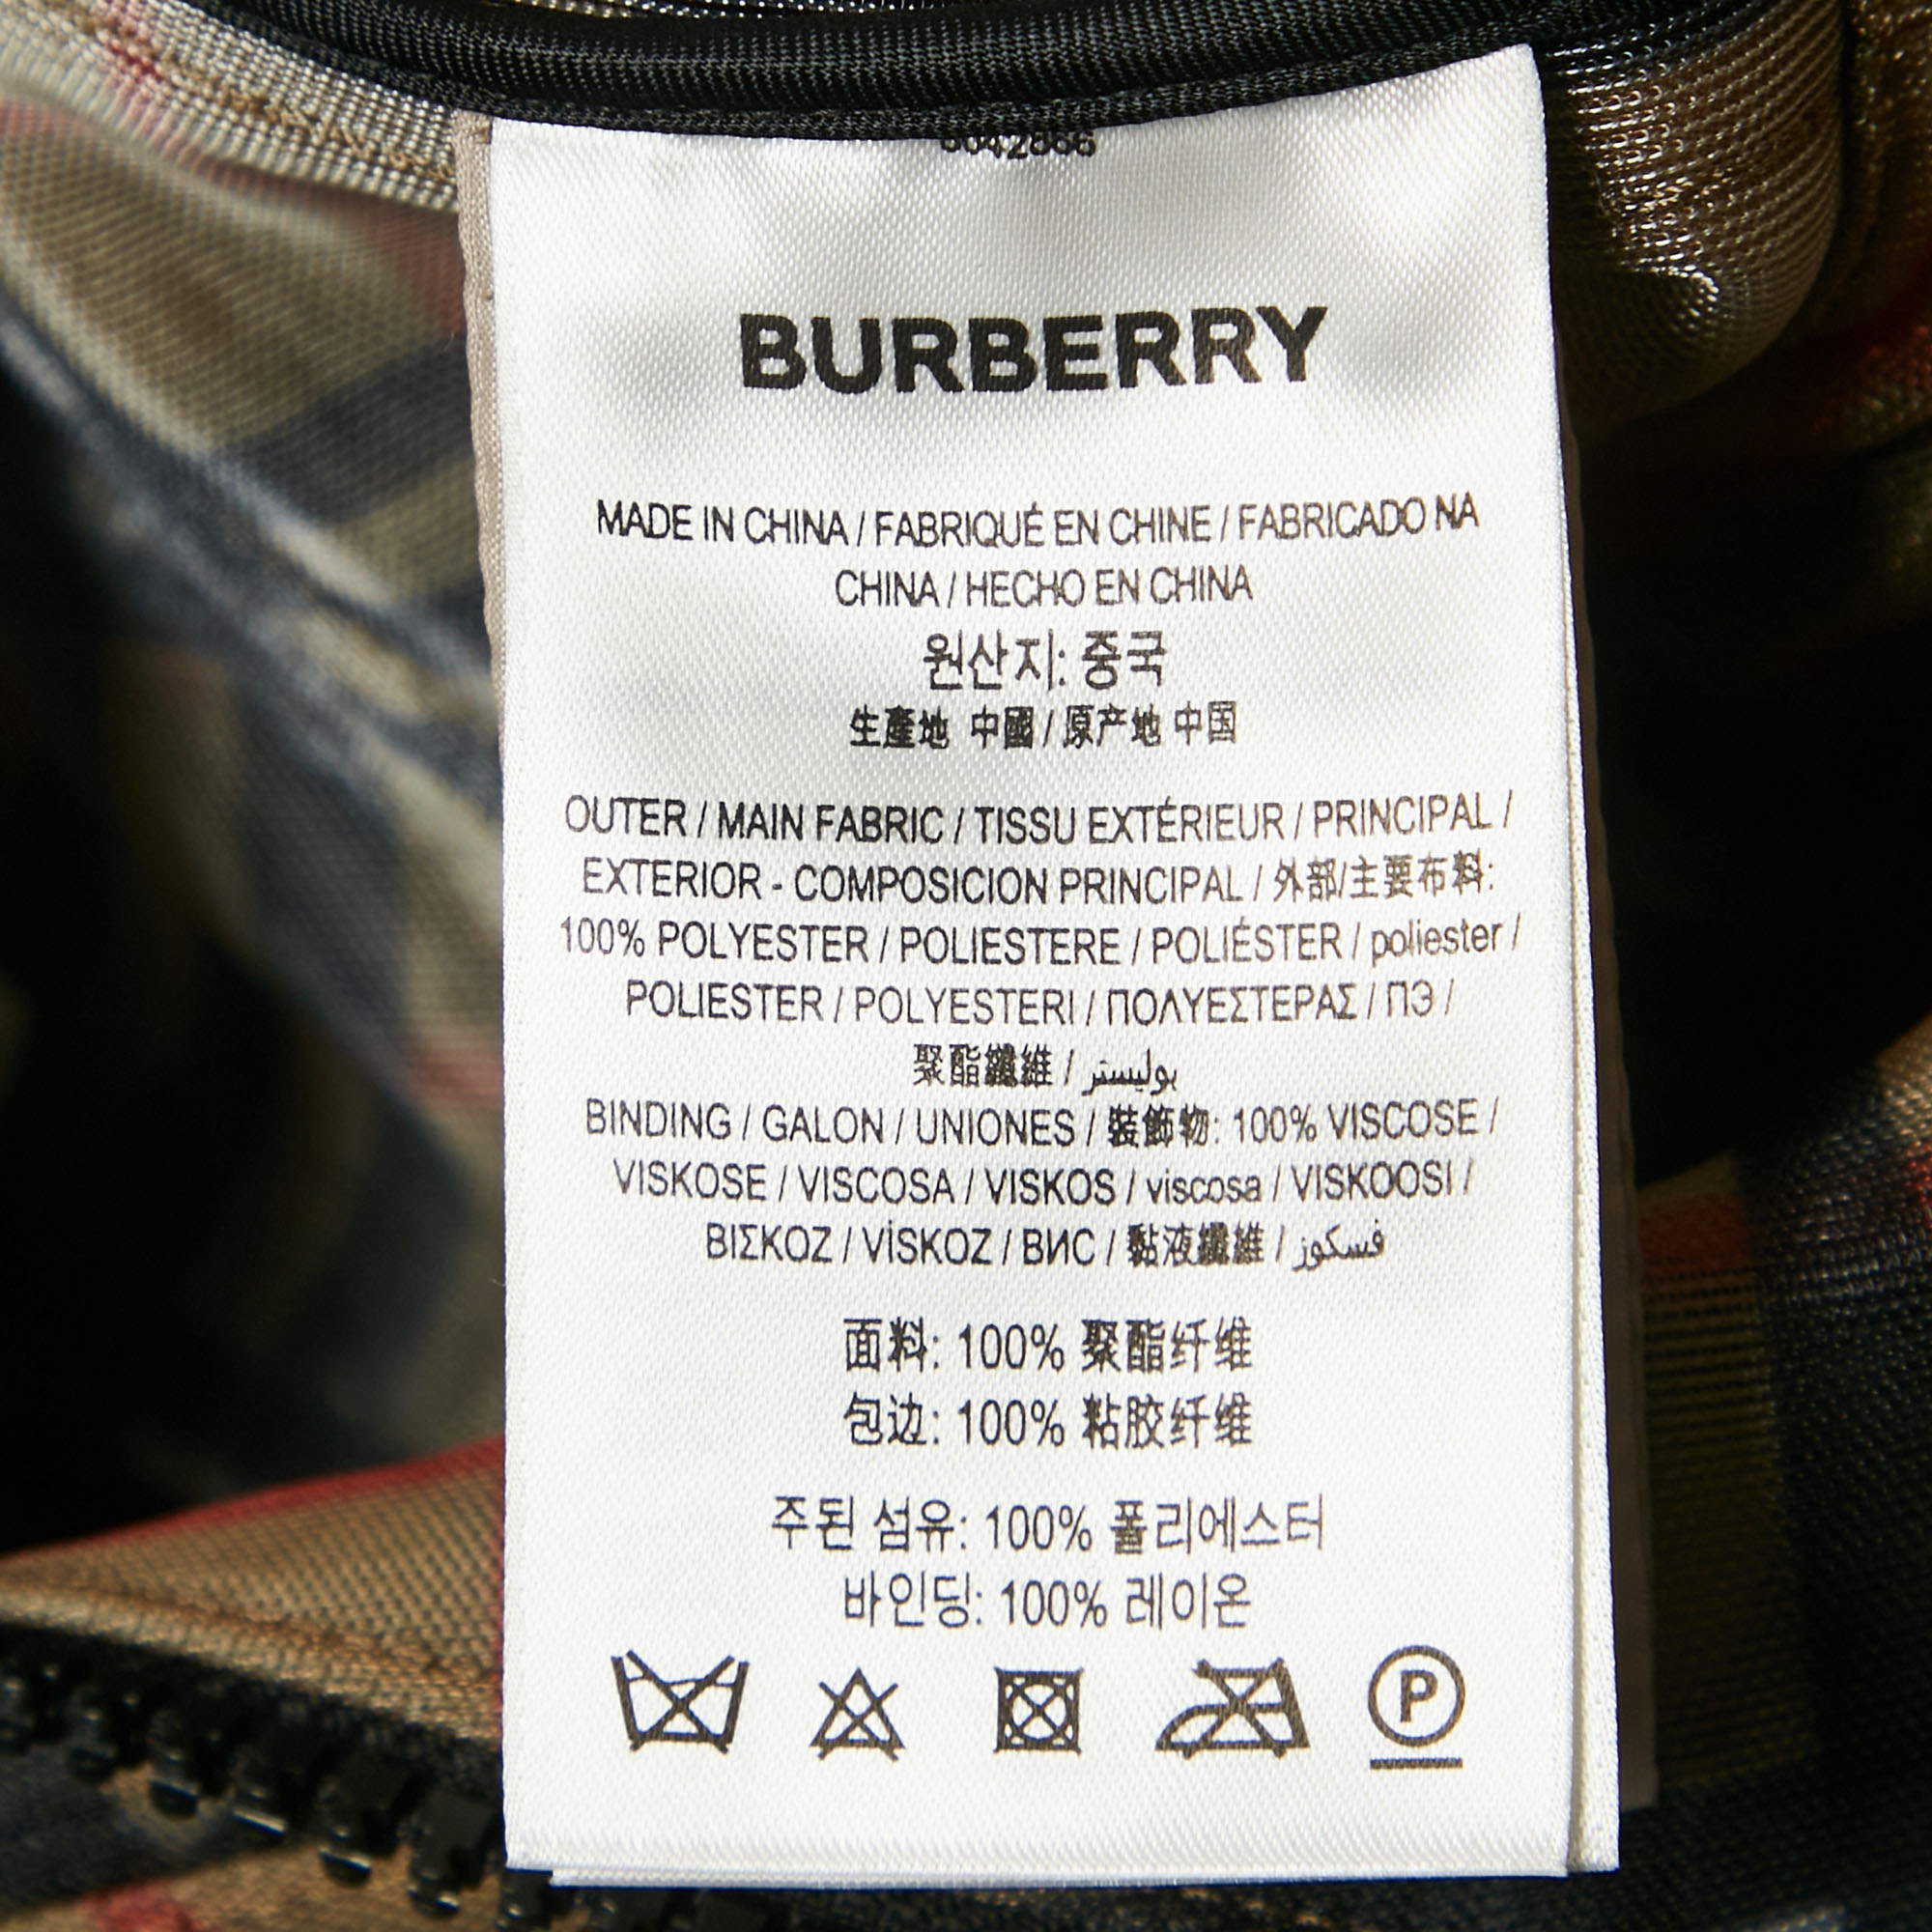 BURBERRY
MADE IN CHINA / FABRIQUÉ EN CHINE / FABRICADO NA
CHINA / HECHO EN CHINA
원산지: 중국
生產地 中國 / 原产地 中国
OUTER / MAIN FABRIC / TISSU EXTÉRIEUR / PRINCIPAL /
EXTERIOR - COMPOSICION PRINCIPAL / 外部/主要布料:
100% POLYESTER / POLIESTERE / POLIÉSTER / poliester /
POLIESTER / POLYESTERI / ΠΟΛΥΕΣΤΕΡΑΣ / ПЭ /
聚酯纖維 / بوليستر
BINDING / GALON / UNIONES / 裝飾物: 100% VISCOSE /
VISKOSE / VISCOSA / VISKOS / viscosa / VISKOOSI /
ΒΙΣΚΟΖ / VİSKOZ / ВИС / 黏液纖維 / فسكوز
面料: 100% 聚酯纤维
包边: 100% 粘胶纤维
주된 섬유: 100% 폴리에스터
바인딩: 100% 레이온
P